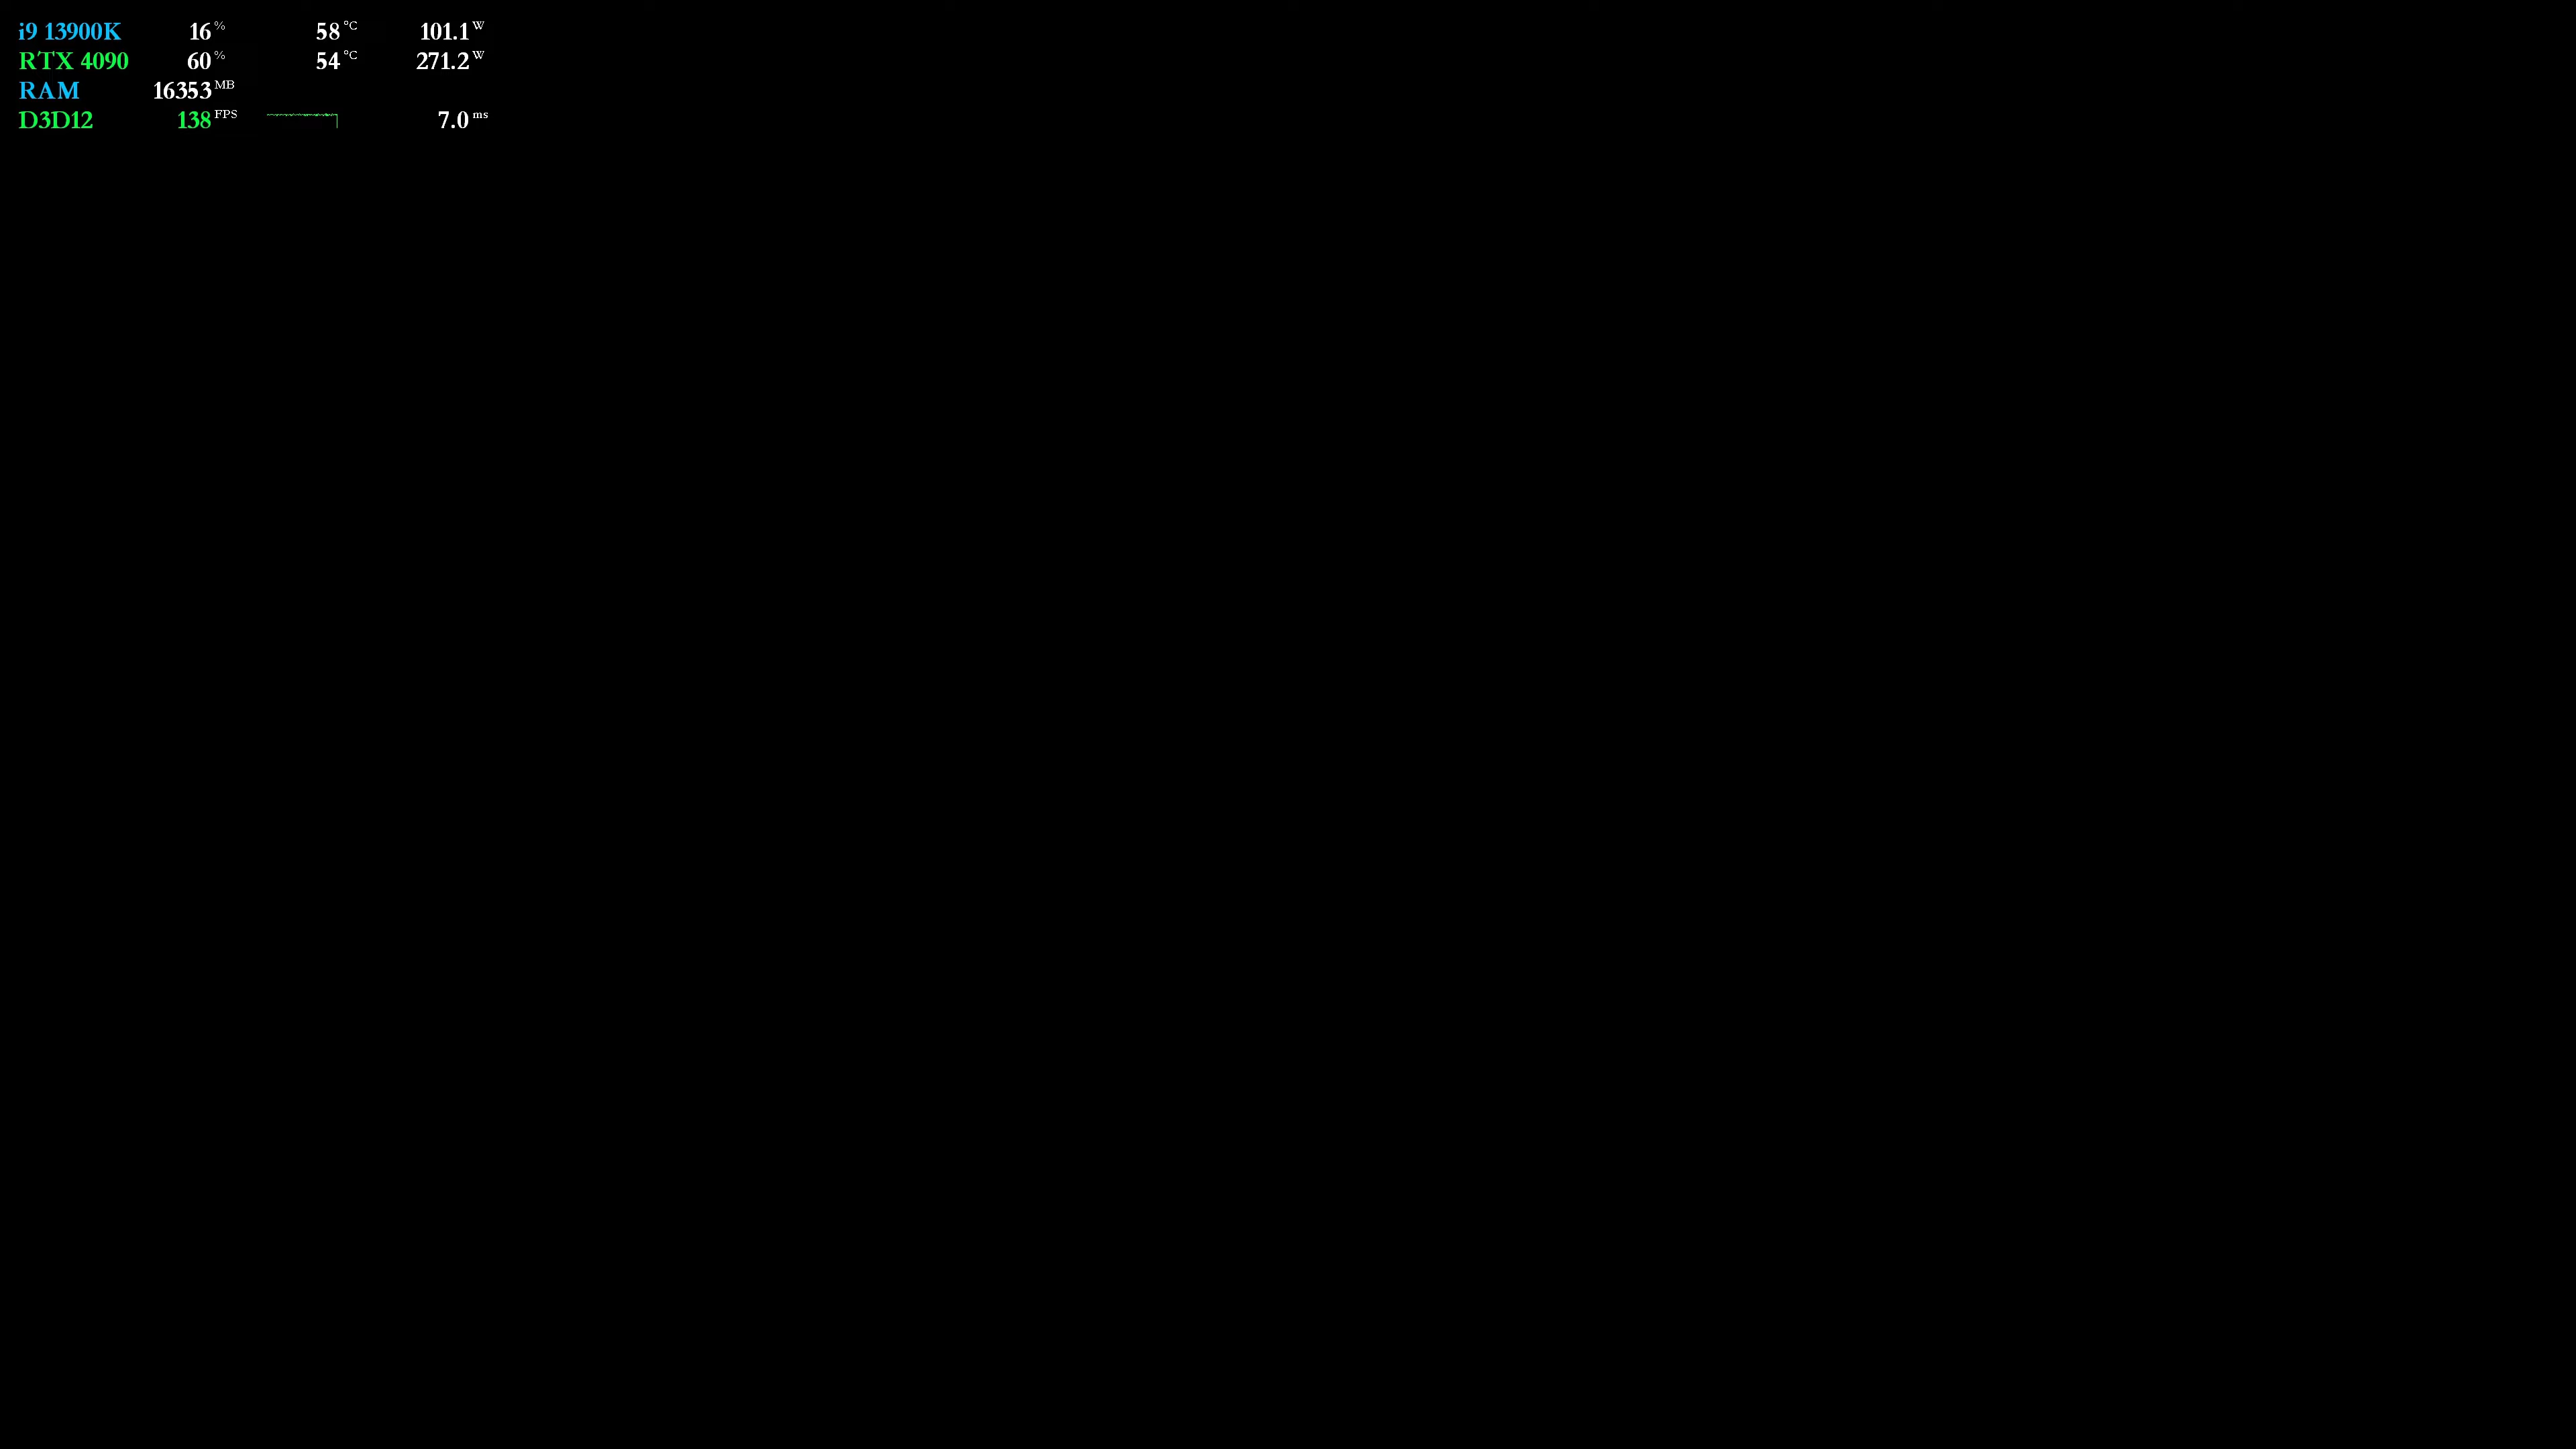 i9 13900K 16 % 58 °C 101.1 W
RTX 4090 60 % 54 °C 271.2 W
RAM 16353 MB
D3D12 138 FPS 7.0 ms